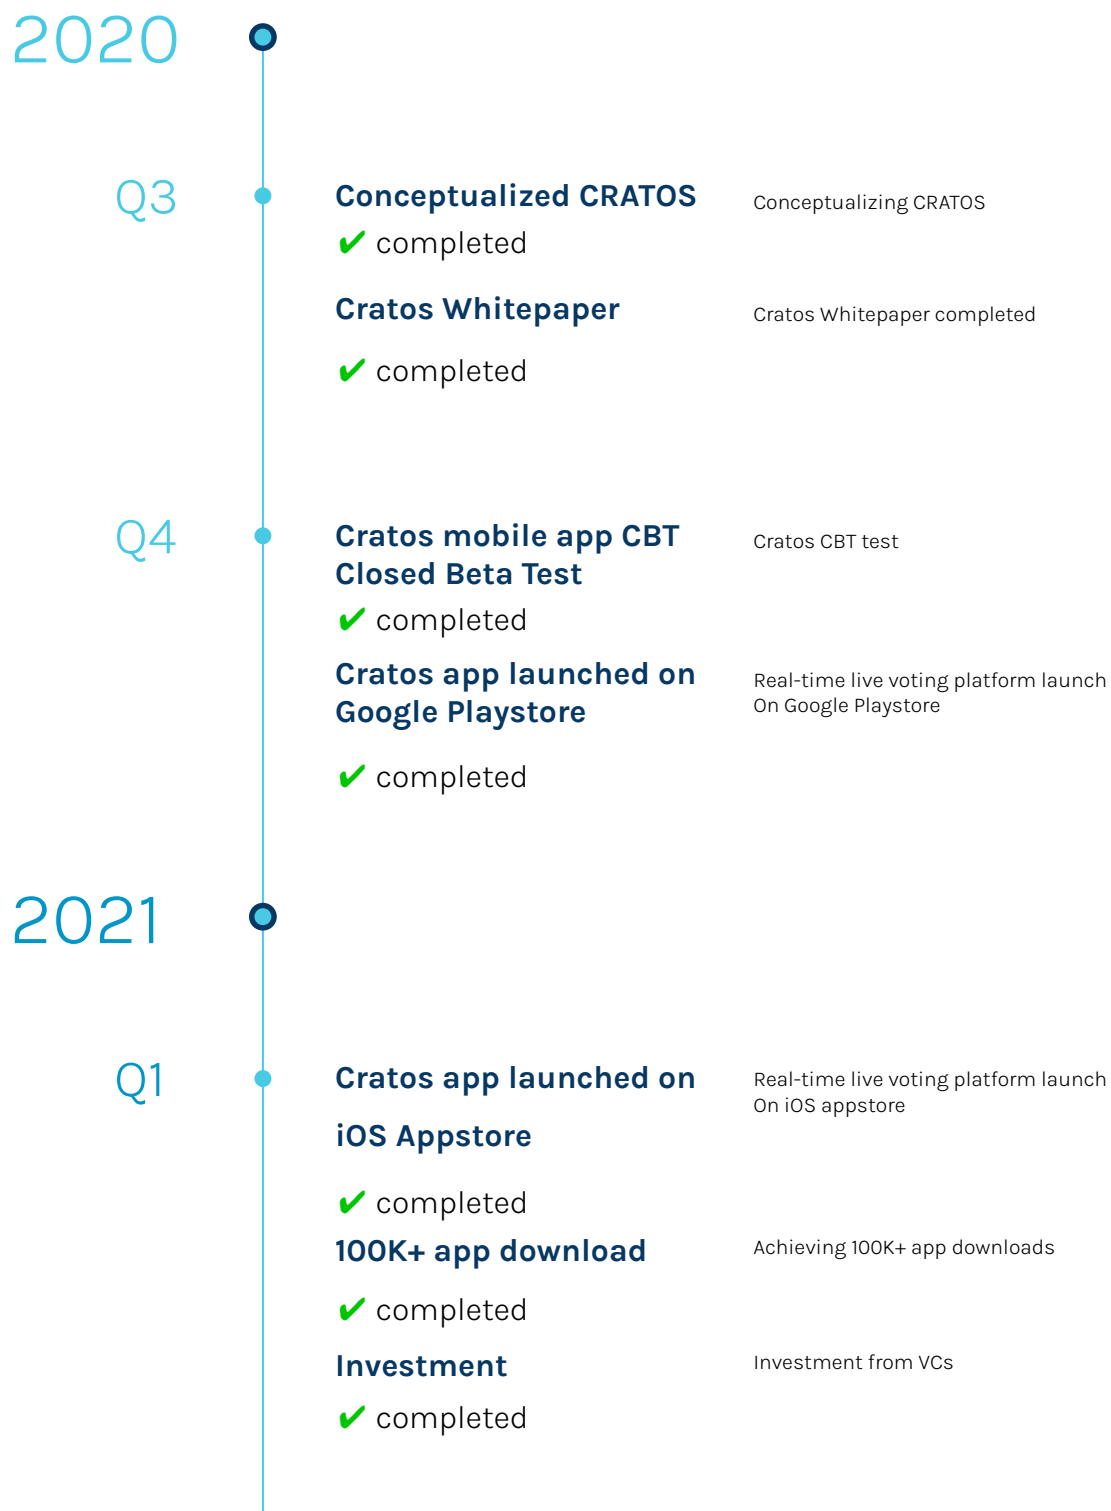 2020
Q3
Conceptualized CRATOS
Conceptualizing CRATOS
✔ completed
Cratos Whitepaper
Cratos Whitepaper completed
✔ completed
Q4
Cratos mobile app CBT
Closed Beta Test
Cratos CBT test
✔ completed
Cratos app launched on
Google Playstore
Real-time live voting platform launch
On Google Playstore
✔ completed
2021
Q1
Cratos app launched on
iOS Appstore
Real-time live voting platform launch
On iOS appstore
✔ completed
100K+ app download
Achieving 100K+ app downloads
✔ completed
Investment
Investment from VCs
✔ completed